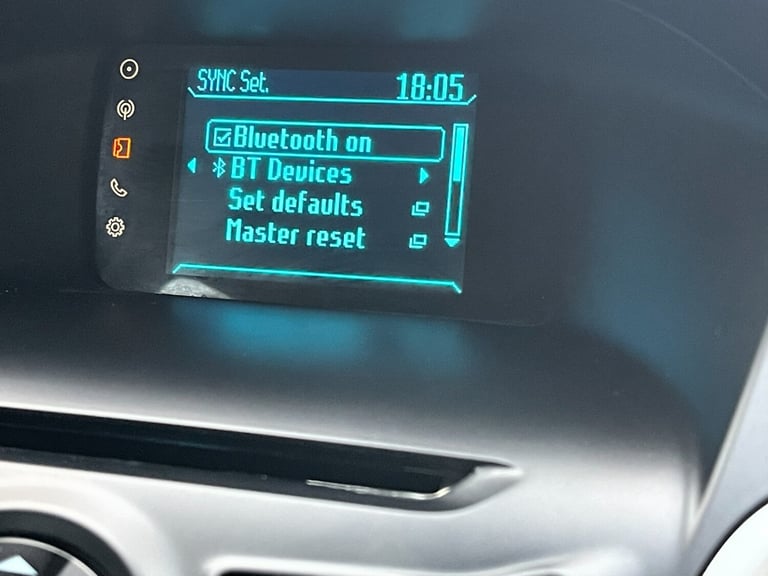 SYNC Set. 18:05
Bluetooth on
BT Devices
Set defaults
Master reset